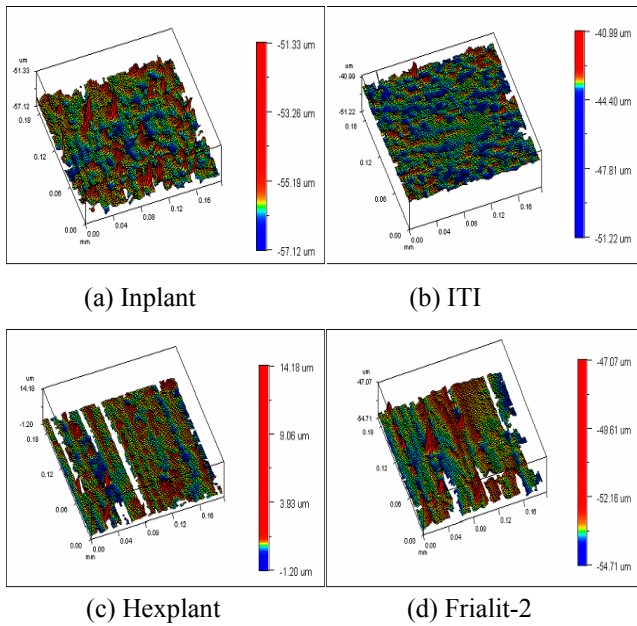 um
-51.33
-57.12
0.18
0.12
0.06
0.00
0.00
mm
0.04
0.08
0.12
0.16
-51.33 um
-53.26 um
-55.19 um
-57.12 um
um
-40.99
-51.22
0.18
0.12
0.06
0.00
0.00
mm
0.04
0.08
0.12
0.16
-40.99 um
-44.40 um
-47.81 um
-51.22 um
(a) Inplant
(b) ITI
um
14.18
-1.20
0.18
0.12
0.06
0.00
0.00
mm
0.04
0.08
0.12
0.16
14.18 um
9.06 um
3.93 um
-1.20 um
um
-47.07
-54.71
0.18
0.12
0.06
0.00
0.00
mm
0.04
0.08
0.12
0.16
-47.07 um
-49.61 um
-52.16 um
-54.71 um
(c) Hexplant
(d) Frialit-2